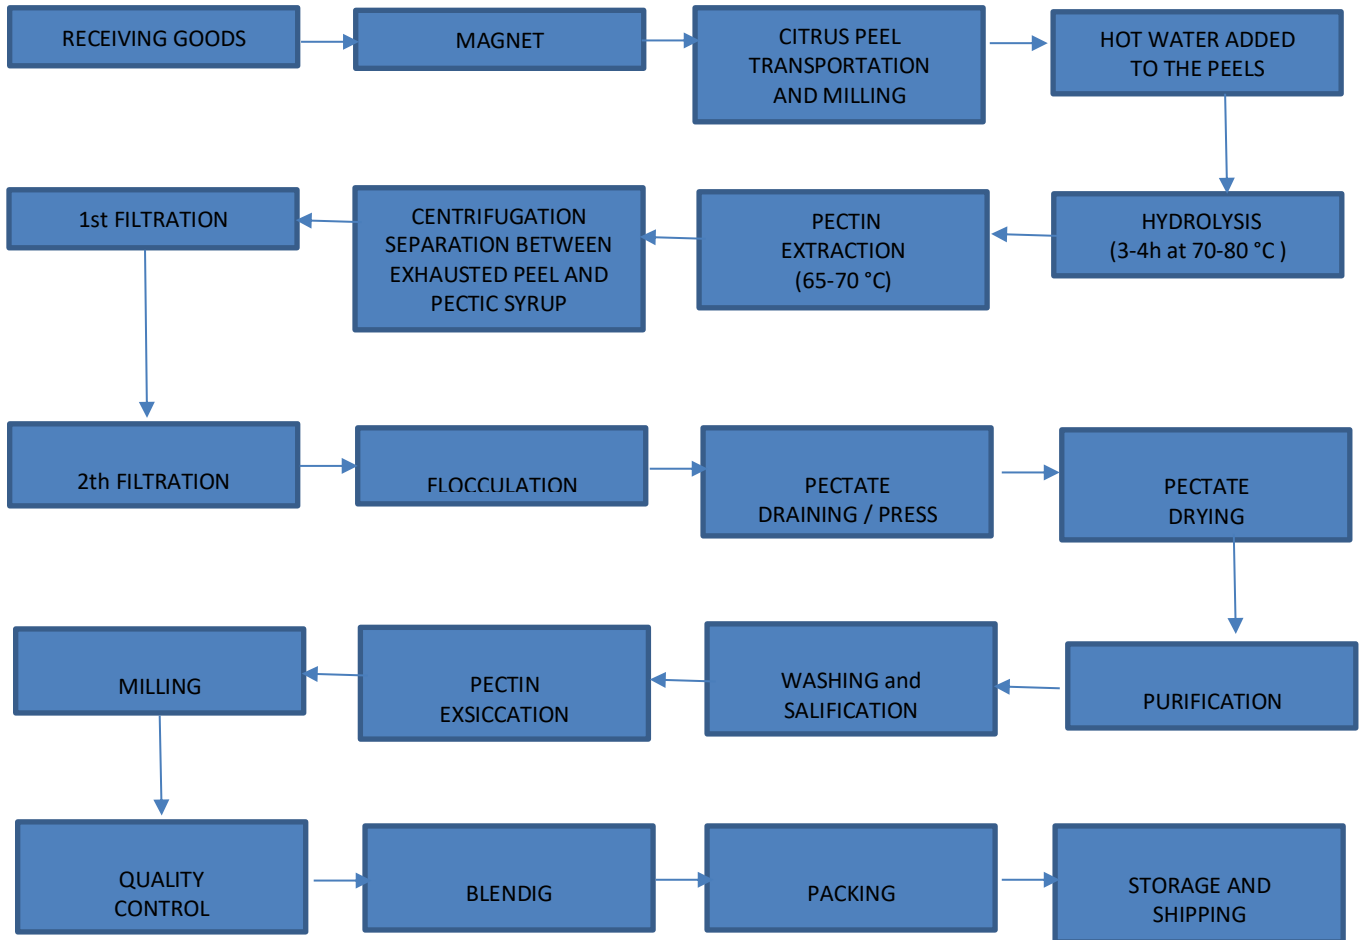 RECEIVING GOODS
MAGNET
CITRUS PEEL
TRANSPORTATION
AND MILLING
HOT WATER ADDED
TO THE PEELS
HYDROLYSIS
(3-4h at 70-80 °C )
PECTIN
EXTRACTION
(65-70 °C)
CENTRIFUGATION
SEPARATION BETWEEN
EXHAUSTED PEEL AND
PECTIC SYRUP
1st FILTRATION
2th FILTRATION
FLOCCULATION
PECTATE
DRAINING / PRESS
PECTATE
DRYING
PURIFICATION
WASHING and
SALIFICATION
PECTIN
EXSICCATION
MILLING
QUALITY
CONTROL
BLENDIG
PACKING
STORAGE AND
SHIPPING